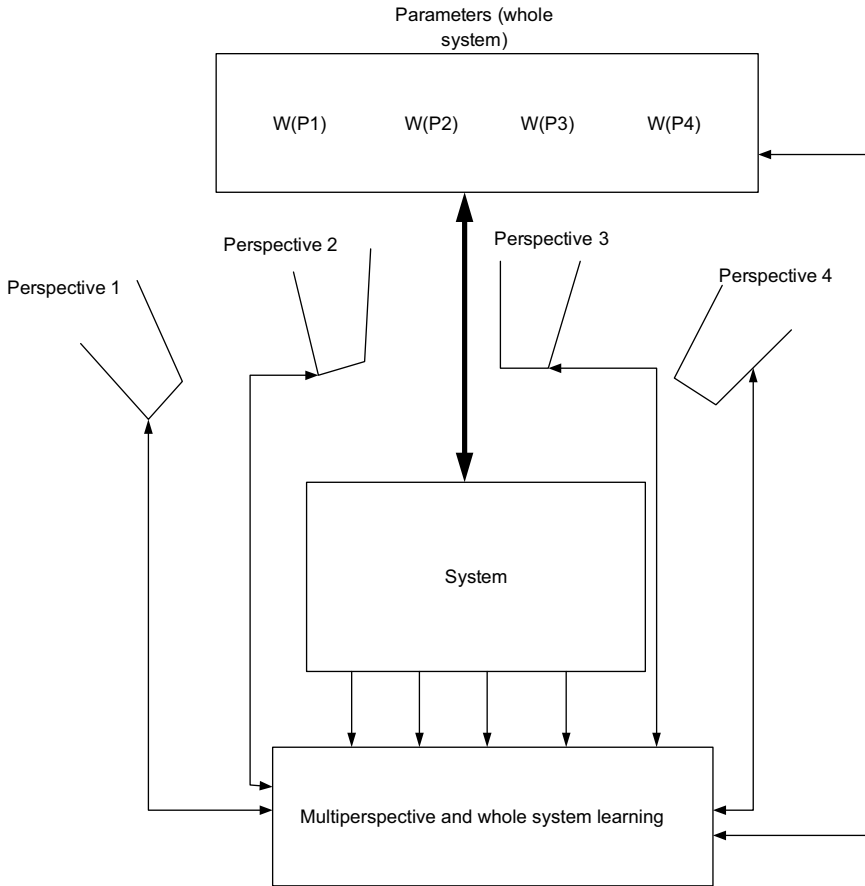 Parameters (whole
system)
W(P1) W(P2) W(P3) W(P4)
Perspective 1
Perspective 2
Perspective 3
Perspective 4
System
Multiperspective and whole system learning